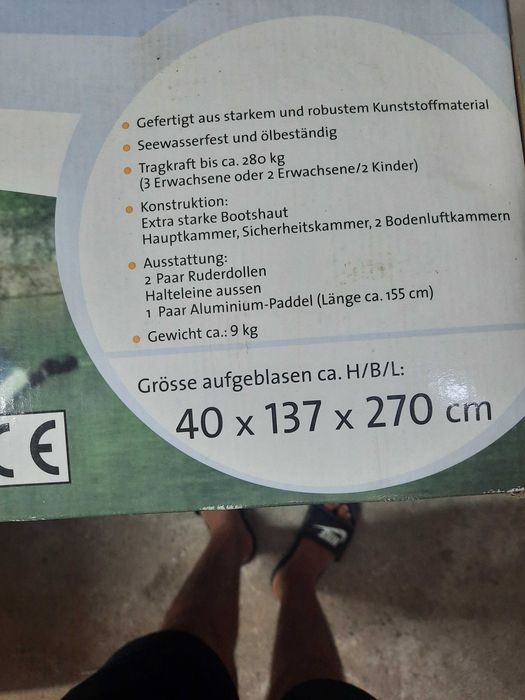 Gefertigt aus starkem und robustem Kunststoffmaterial
Seewasserfest und ölbeständig
Tragkraft bis ca. 280 kg
(3 Erwachsene oder 2 Erwachsene/2 Kinder)
Konstruktion:
Extra starke Bootshaut
Hauptkammer, Sicherheitskammer, 2 Bodenluftkammern
Ausstattung:
2 Paar Ruderdollen
Halteleine aussen
1 Paar Aluminium-Paddel (Länge ca. 155 cm)
Gewicht ca.: 9 kg
Grösse aufgeblasen ca. H/B/L:
40 x 137 x 270 cm
CE